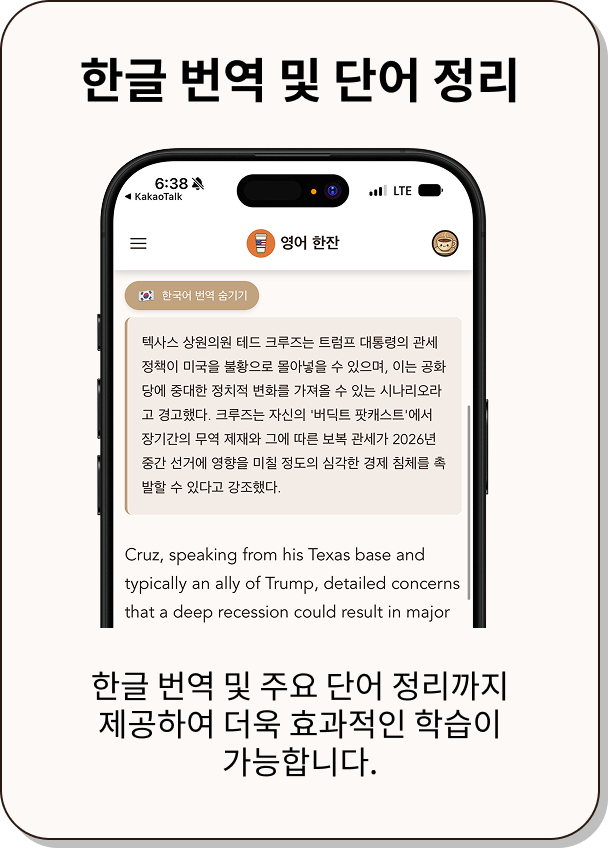 한글 번역 및 단어 정리
6:38
LTE
◀ KakaoTalk
영어 한잔
🇰🇷 한국어 번역 숨기기
텍사스 상원의원 테드 크루즈는 트럼프 대통령의 관세
정책이 미국을 불황으로 몰아넣을 수 있으며, 이는 공화
당에 중대한 정치적 변화를 가져올 수 있는 시나리오라
고 경고했다. 크루즈는 자신의 '버딕트 팟캐스트'에서
장기간의 무역 제재와 그에 따른 보복 관세가 2026년
중간 선거에 영향을 미칠 정도의 심각한 경제 침체를 촉
발할 수 있다고 강조했다.
Cruz, speaking from his Texas base and
typically an ally of Trump, detailed concerns
that a deep recession could result in major
한글 번역 및 주요 단어 정리까지
제공하여 더욱 효과적인 학습이
가능합니다.